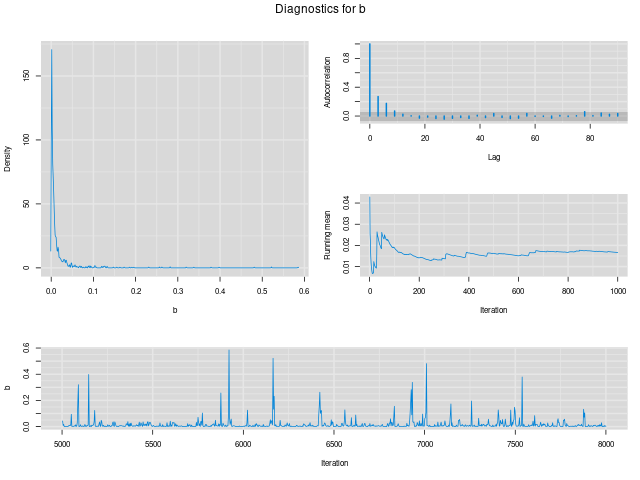 Diagnostics for b
Density
0 50 100 150
0.0 0.1 0.2 0.3 0.4 0.5 0.6
b
Autocorrelation
0.0 0.4 0.8
0 20 40 60 80
Lag
Running mean
0.01 0.02 0.03 0.04
0 200 400 600 800 1000
Iteration
b
0.0 0.2 0.4 0.6
5000 5500 6000 6500 7000 7500 8000
Iteration